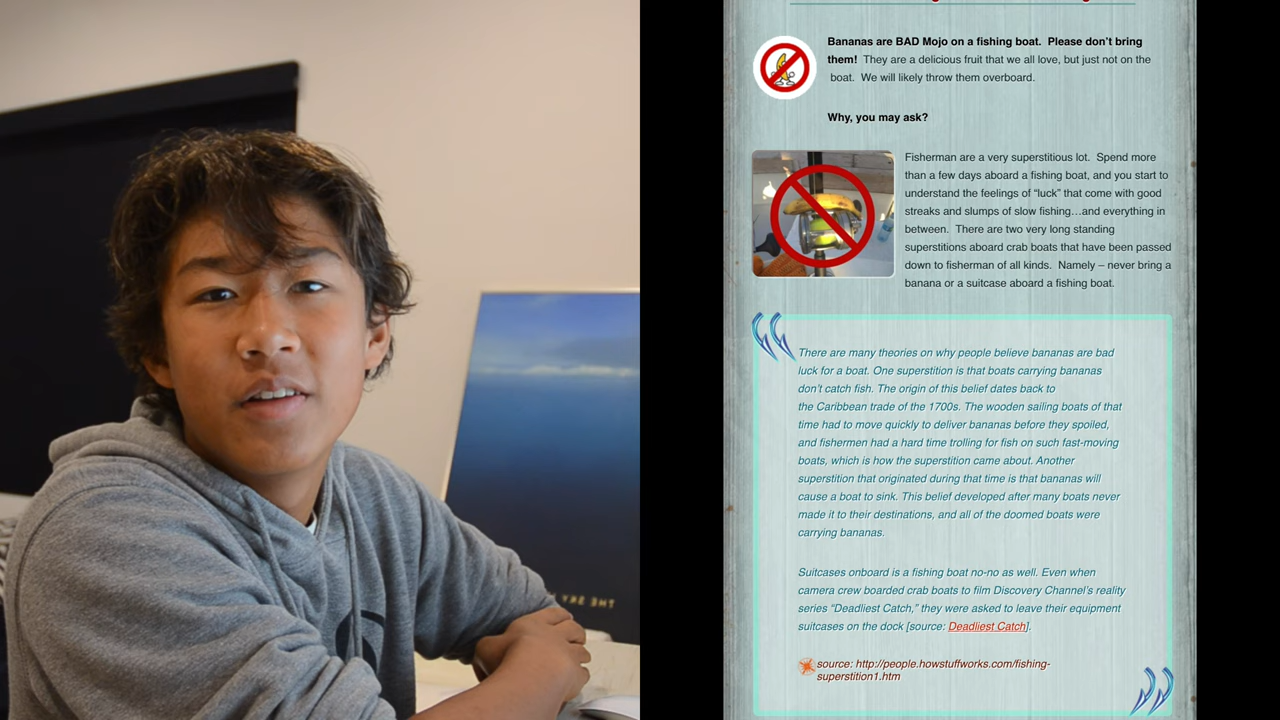 THE SKY
Bananas are BAD Mojo on a fishing boat.  Please don't bring
them!  They are a delicious fruit that we all love, but just not on the
boat.  We will likely throw them overboard.
Why, you may ask?
Fisherman are a very superstitious lot.  Spend more
than a few days aboard a fishing boat, and you start to
understand the feelings of “luck” that come with good
streaks and slumps of slow fishing…and everything in
between.  There are two very long standing
superstitions aboard crab boats that have been passed
down to fisherman of all kinds.  Namely – never bring a
banana or a suitcase aboard a fishing boat.
There are many theories on why people believe bananas are bad
luck for a boat. One superstition is that boats carrying bananas
don't catch fish. The origin of this belief dates back to
the Caribbean trade of the 1700s. The wooden sailing boats of that
time had to move quickly to deliver bananas before they spoiled,
and fishermen had a hard time trolling for fish on such fast-moving
boats, which is how the superstition came about. Another
superstition that originated during that time is that bananas will
cause a boat to sink. This belief developed after many boats never
made it to their destinations, and all of the doomed boats were
carrying bananas.
Suitcases onboard is a fishing boat no-no as well. Even when
camera crew boarded crab boats to film Discovery Channel's reality
series “Deadliest Catch,” they were asked to leave their equipment
suitcases on the dock [source: Deadliest Catch].
source: http://people.howstuffworks.com/fishing-
superstition1.htm